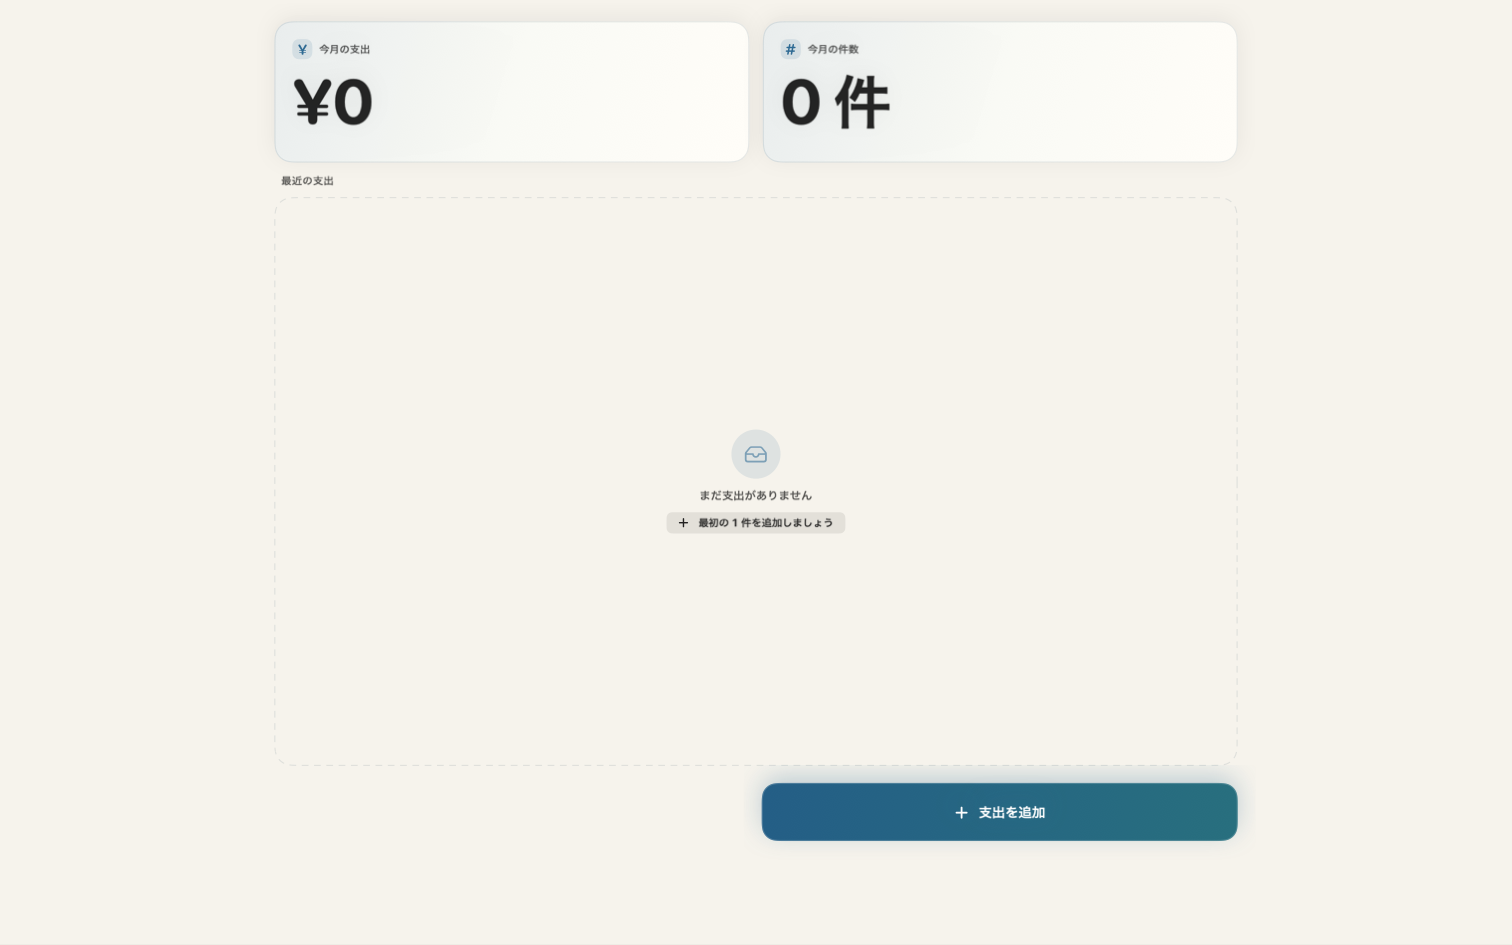 ¥ 今月の支出
¥0
# 今月の件数
0 件
最近の支出
まだ支出がありません
+ 最初の 1 件を追加しましょう
+ 支出を追加